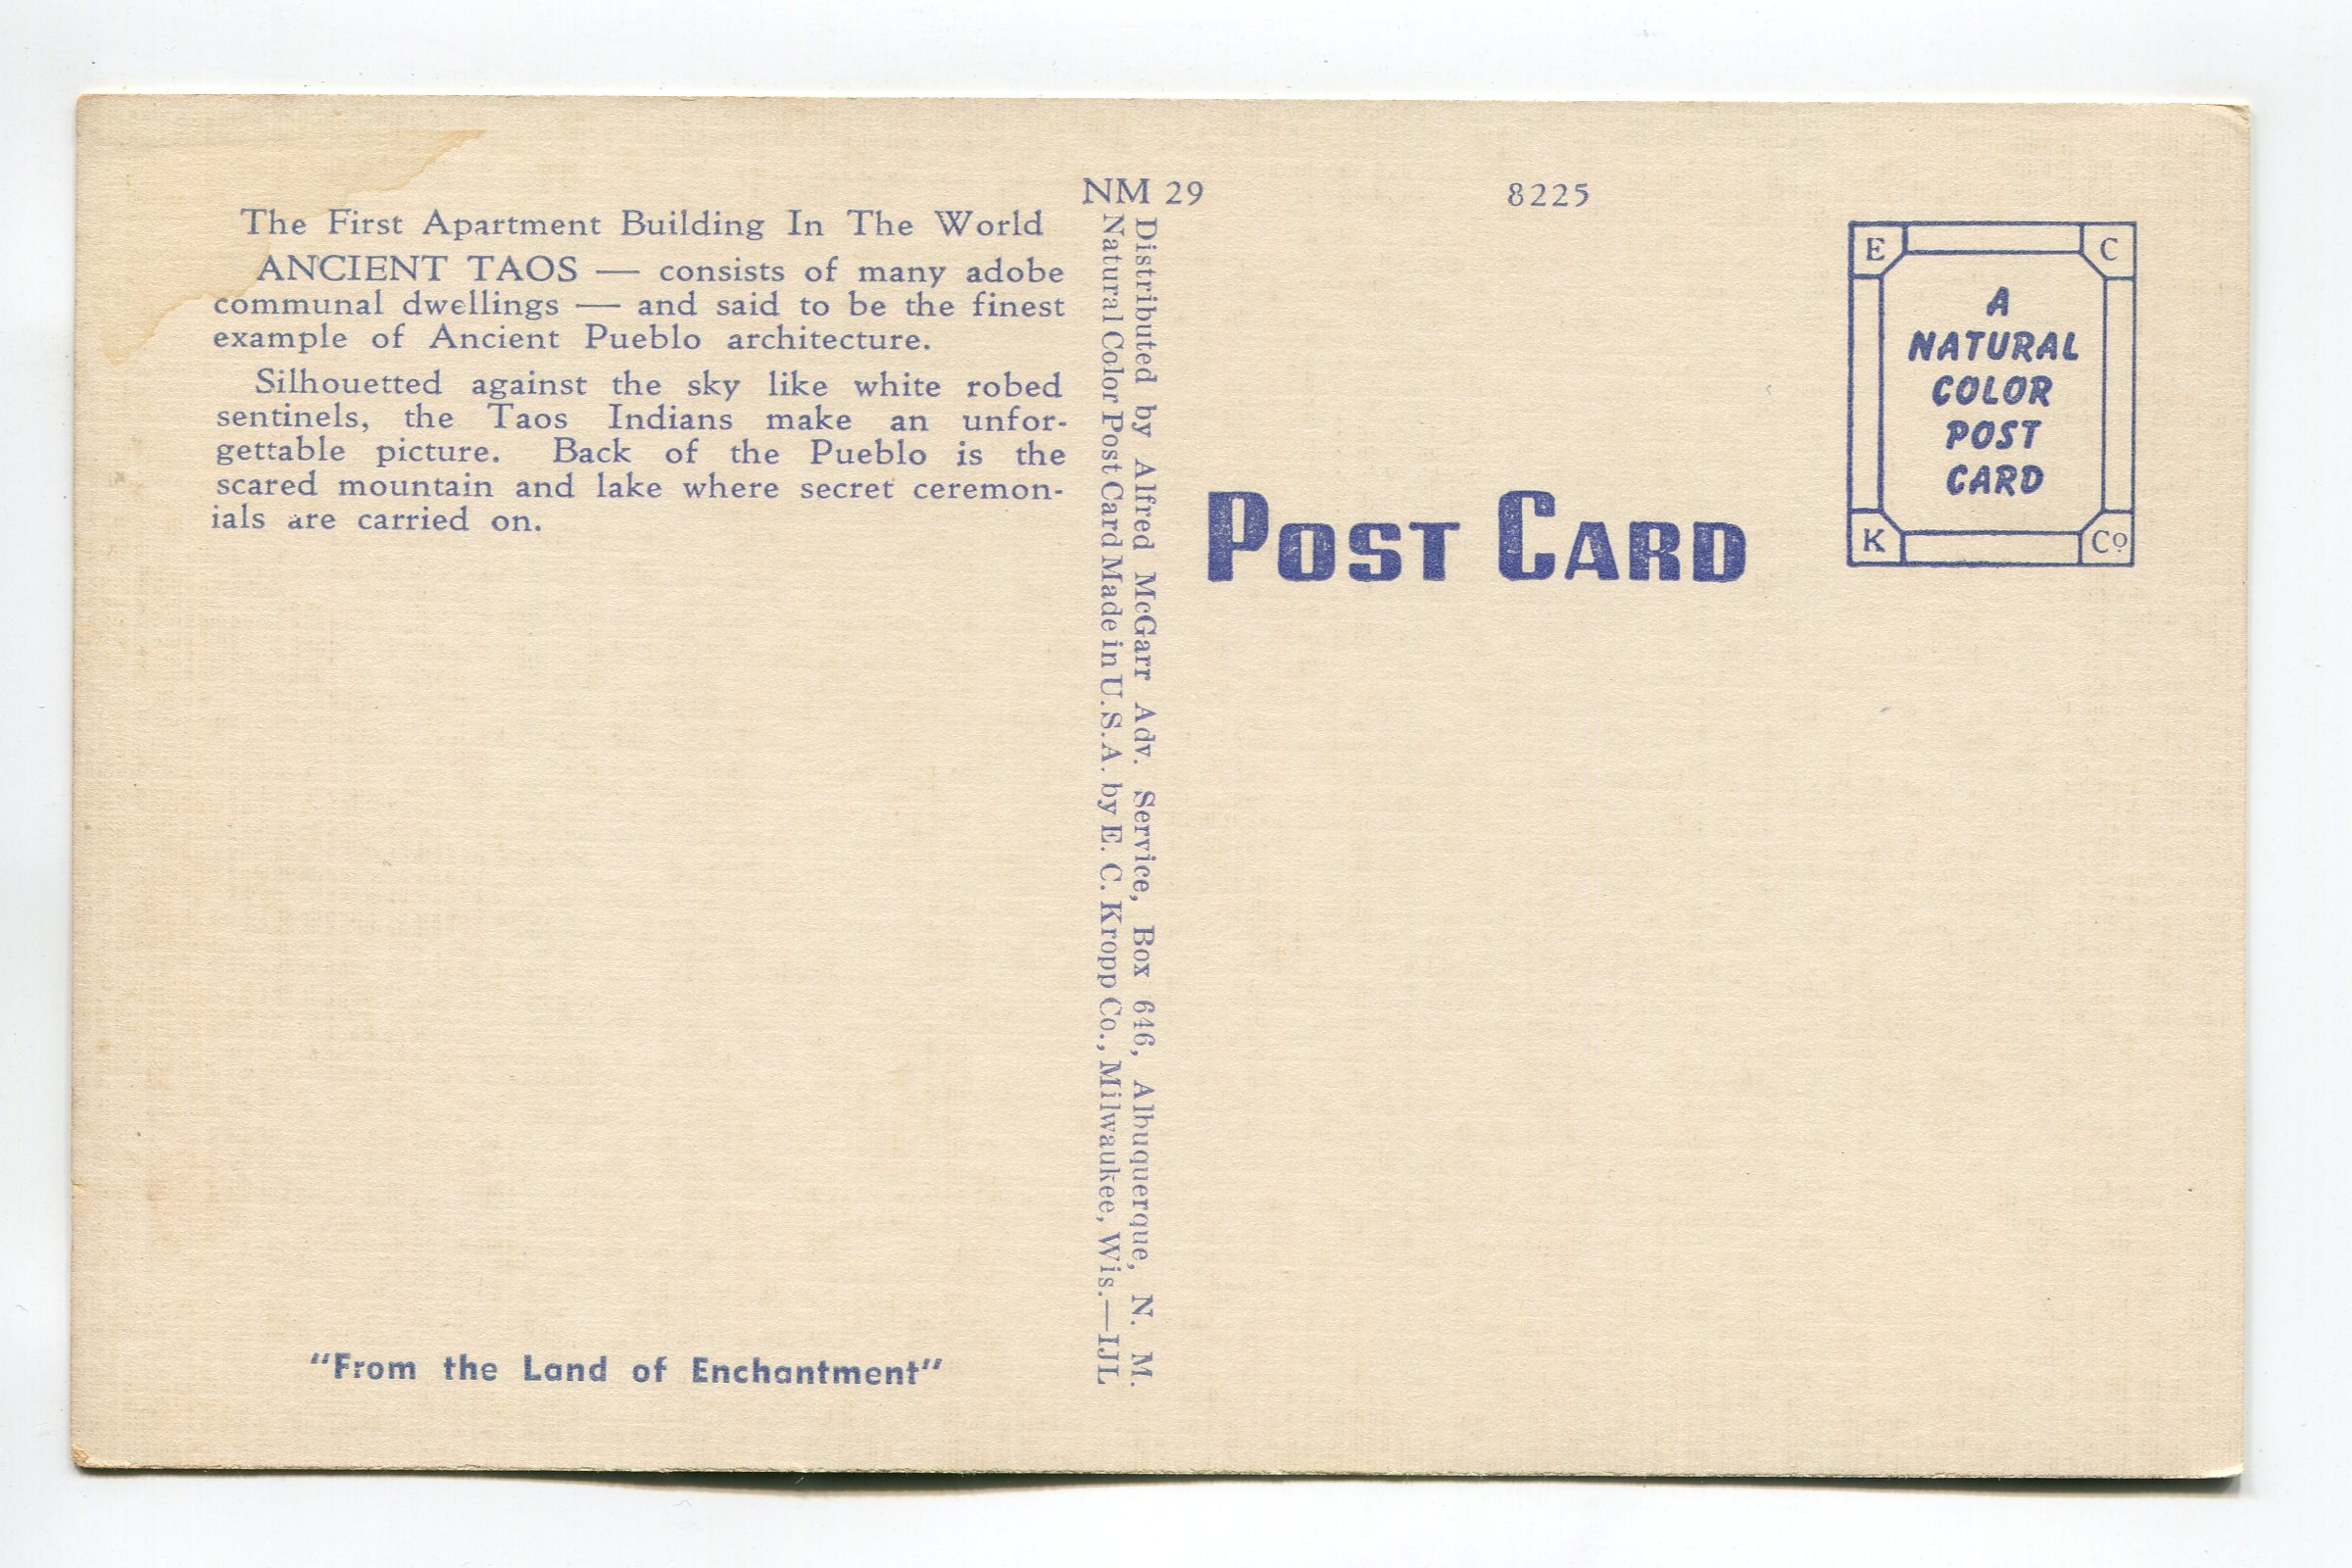 The First Apartment Building In The World
ANCIENT TAOS — consists of many adobe
communal dwellings — and said to be the finest
example of Ancient Pueblo architecture.
Silhouetted against the sky like white robed
sentinels, the Taos Indians make an unfor-
gettable picture. Back of the Pueblo is the
scared mountain and lake where secret ceremon-
ials are carried on.
"From the Land of Enchantment"
NM 29
Distributed by Alfred McGarr Adv. Service, Box 646, Albuquerque, N. M.
Natural Color Post Card Made in U.S.A. by E. C. Kropp Co., Milwaukee, Wis.—IJL
8225
POST CARD
E C
A
NATURAL
COLOR
POST
CARD
K Co